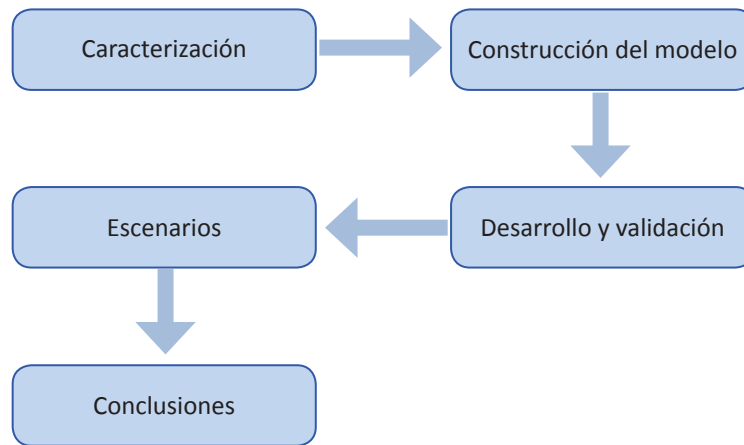 Caracterización
Construcción del modelo
Desarrollo y validación
Escenarios
Conclusiones